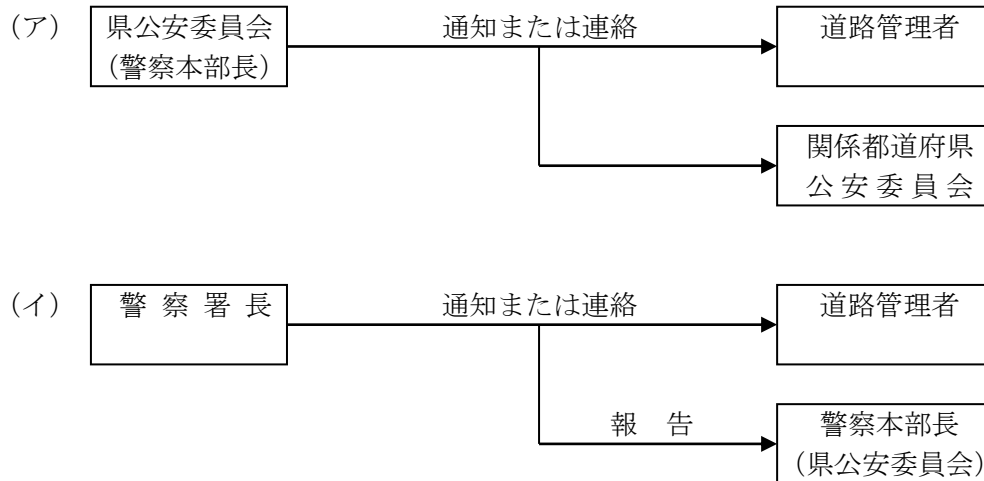 （ア）
県公安委員会
（警察本部長）
通知または連絡
道路管理者
関係都道府県
公安委員会
（イ）
警察署長
通知または連絡
道路管理者
報　告
警察本部長
（県公安委員会）